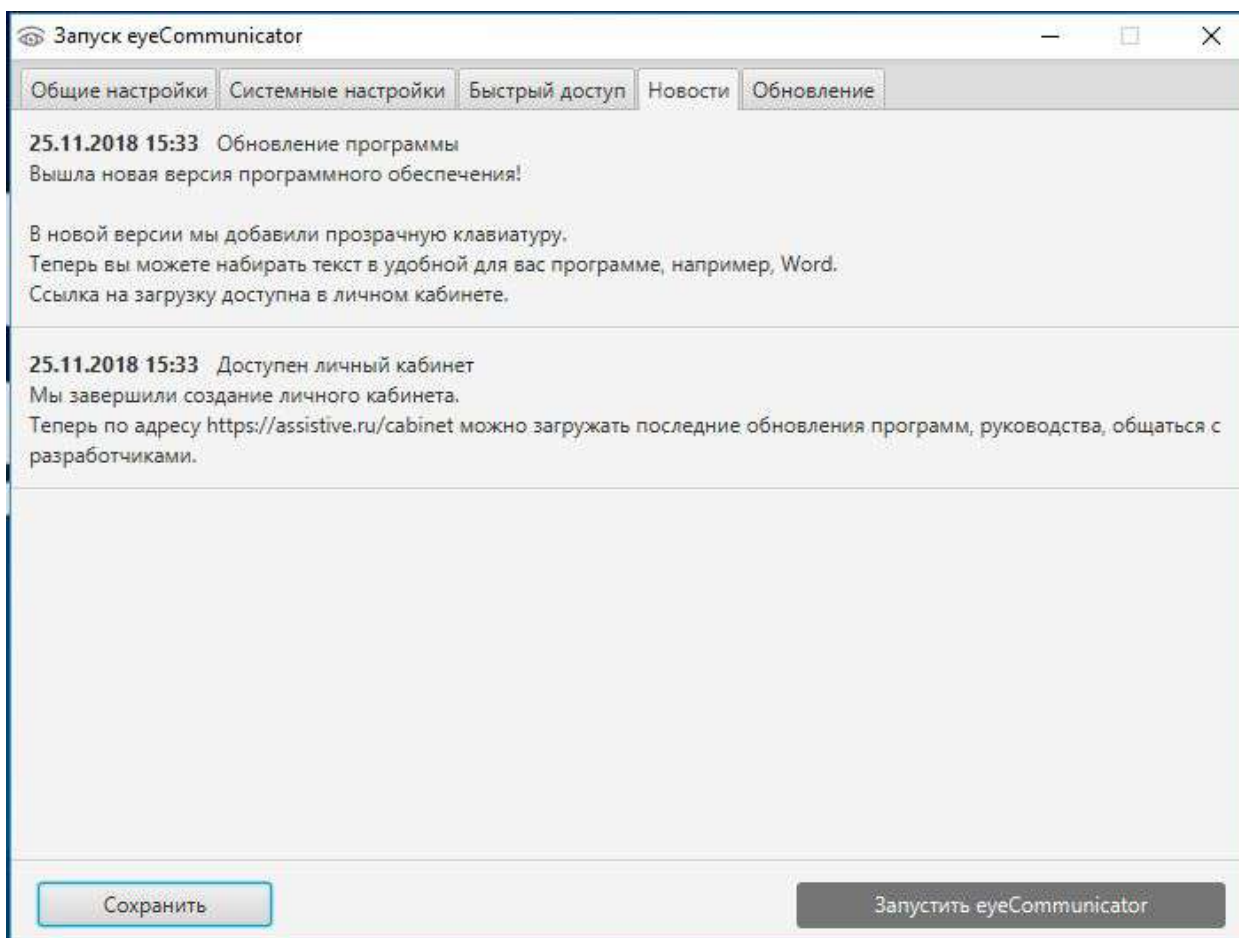 Запуск eyeCommunicator
Общие настройки Системные настройки Быстрый доступ Новости Обновление
25.11.2018 15:33 Обновление программы
Вышла новая версия программного обеспечения!
В новой версии мы добавили прозрачную клавиатуру.
Теперь вы можете набирать текст в удобной для вас программе, например, Word.
Ссылка на загрузку доступна в личном кабинете.
25.11.2018 15:33 Доступен личный кабинет
Мы завершили создание личного кабинета.
Теперь по адресу https://assistive.ru/cabinet можно загружать последние обновления программ, руководства, общаться с
разработчиками.
Сохранить Запустить eyeCommunicator